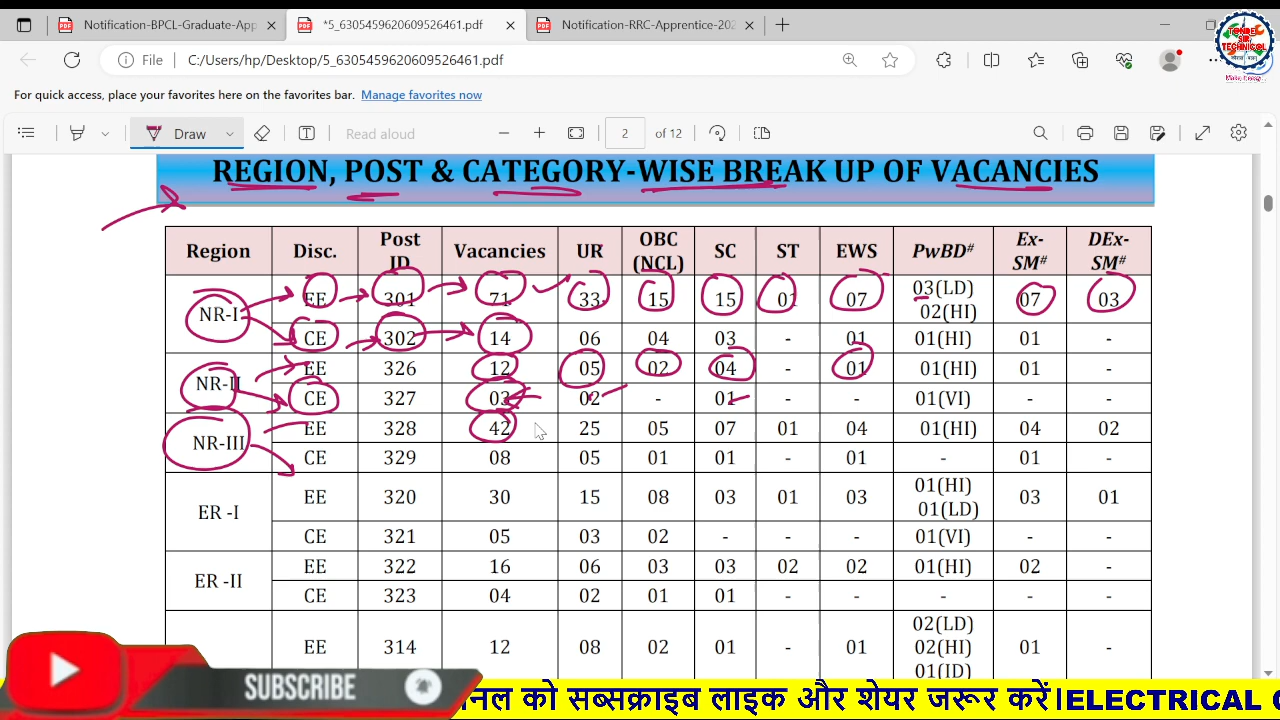 Notification-BPCL-Graduate-App
*5_6305459620609526461.pdf
Notification-RRC-Apprentice-202
TONDE SIR TECHNICAL
File C:/Users/hp/Desktop/5_6305459620609526461.pdf
For quick access, place your favorites here on the favorites bar. Manage favorites now
Draw Read aloud 2 of 12
REGION, POST & CATEGORY-WISE BREAK UP OF VACANCIES
Region Disc. Post ID Vacancies UR OBC (NCL) SC ST EWS PwBD# Ex-SM# DEx-SM#
NR-I EE 301 71 33 15 15 01 07 03(LD) 02(HI) 07 03
CE 302 14 06 04 03 - 01 01(HI) 01 -
NR-II EE 326 12 05 02 04 - 01 01(HI) 01 -
CE 327 03 02 - 01 - - 01(VI) - -
NR-III EE 328 42 25 05 07 01 04 01(HI) 04 02
CE 329 08 05 01 01 - 01 - 01 -
ER -I EE 320 30 15 08 03 01 03 01(HI) 01(LD) 03 01
CE 321 05 03 02 - - - 01(VI) - -
ER -II EE 322 16 06 03 03 02 02 01(HI) 02 -
CE 323 04 02 01 01 - - - - -
EE 314 12 08 02 01 - 01 02(LD) 02(HI) 01(ID) 01 -
SUBSCRIBE
नल को सब्सक्राइब लाइक और शेयर जरूर करें।ELECTRICAL